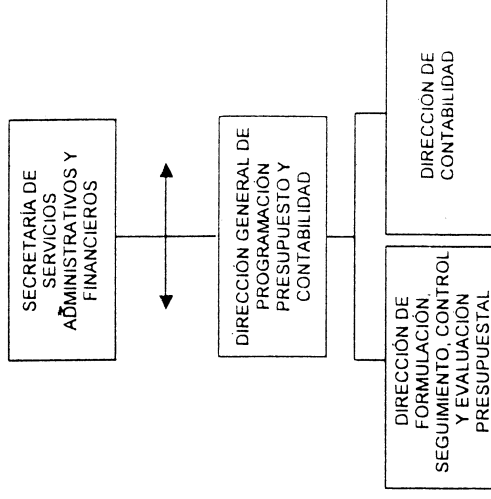 SECRETARÍA DE
SERVICIOS
ADMINISTRATIVOS Y
FINANCIEROS
DIRECCIÓN GENERAL DE
PROGRAMACIÓN
PRESUPUESTO Y
CONTABILIDAD
DIRECCIÓN DE
FORMULACIÓN,
SEGUIMIENTO, CONTROL
Y EVALUACIÓN
PRESUPUESTAL
DIRECCIÓN DE
CONTABILIDAD